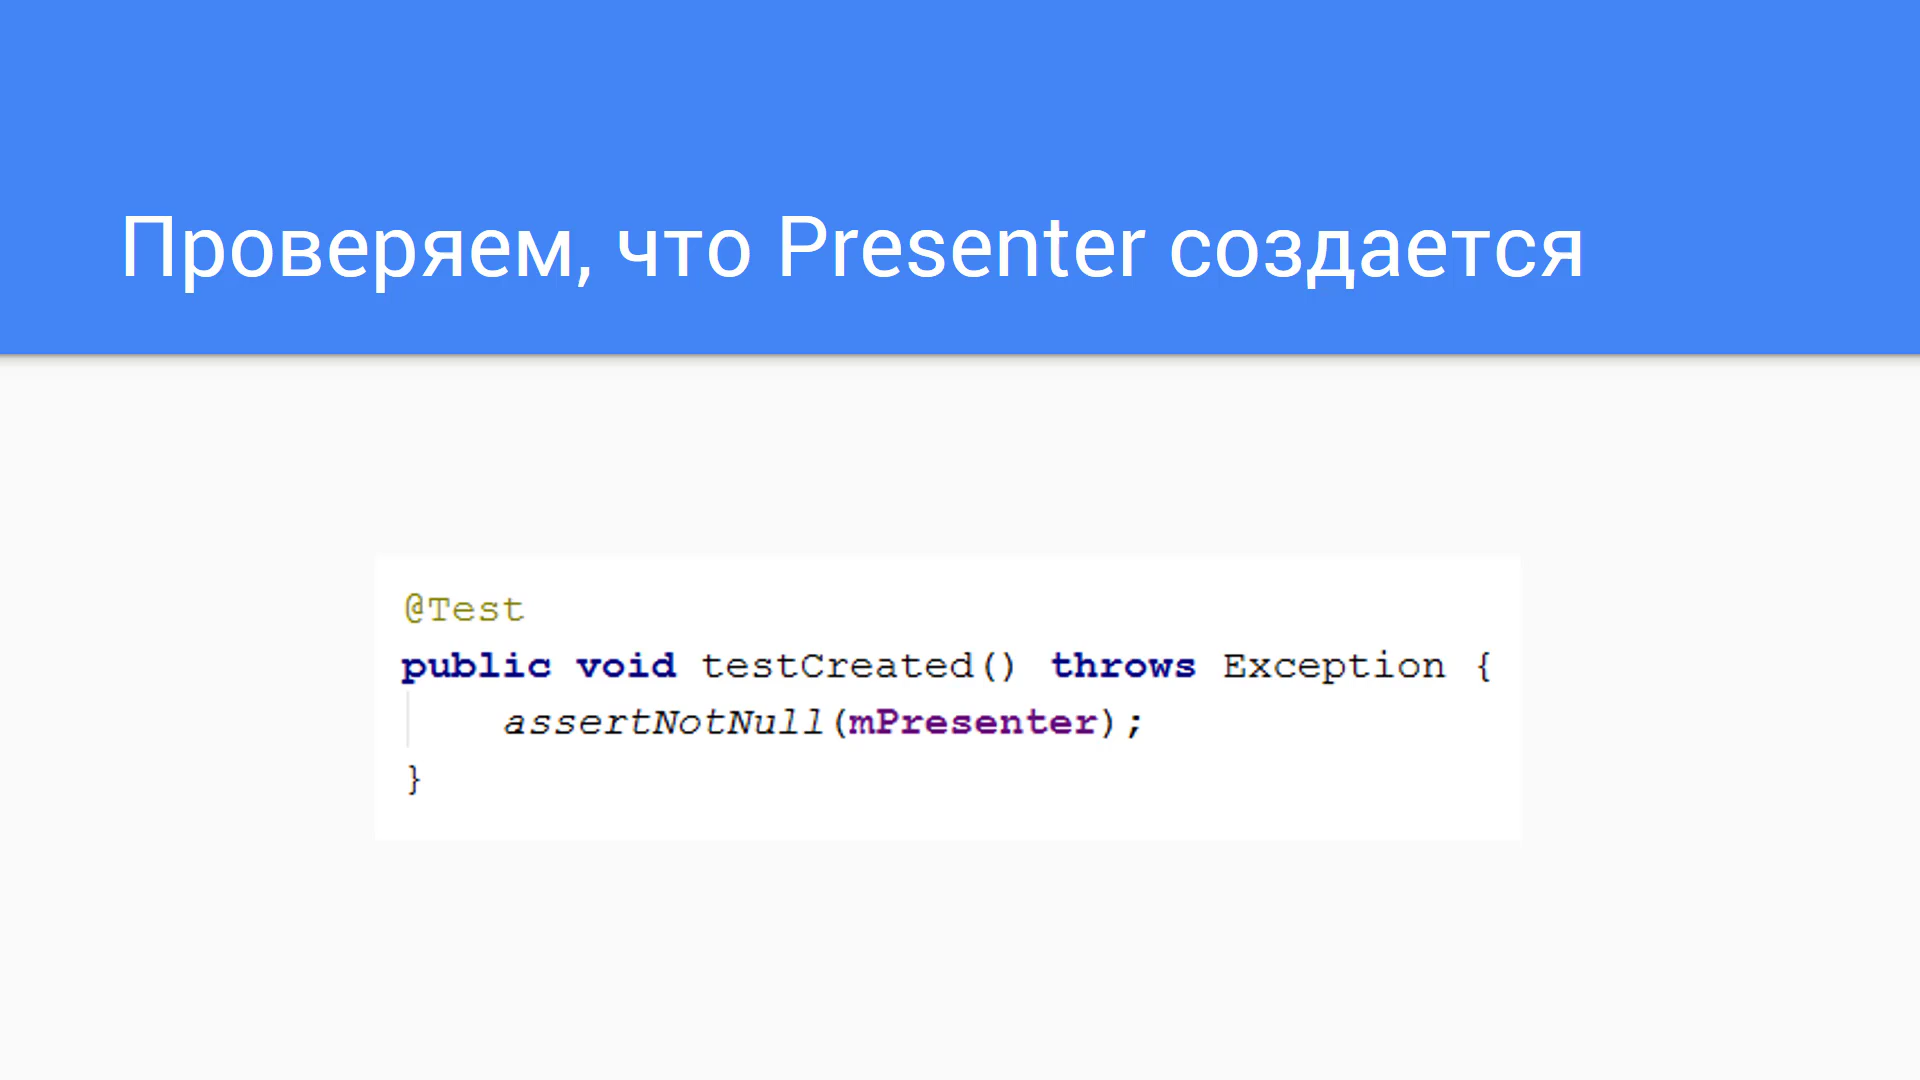 Проверяем, что Presenter создается
@Test
public void testCreated() throws Exception {
    assertNotNull(mPresenter);
}